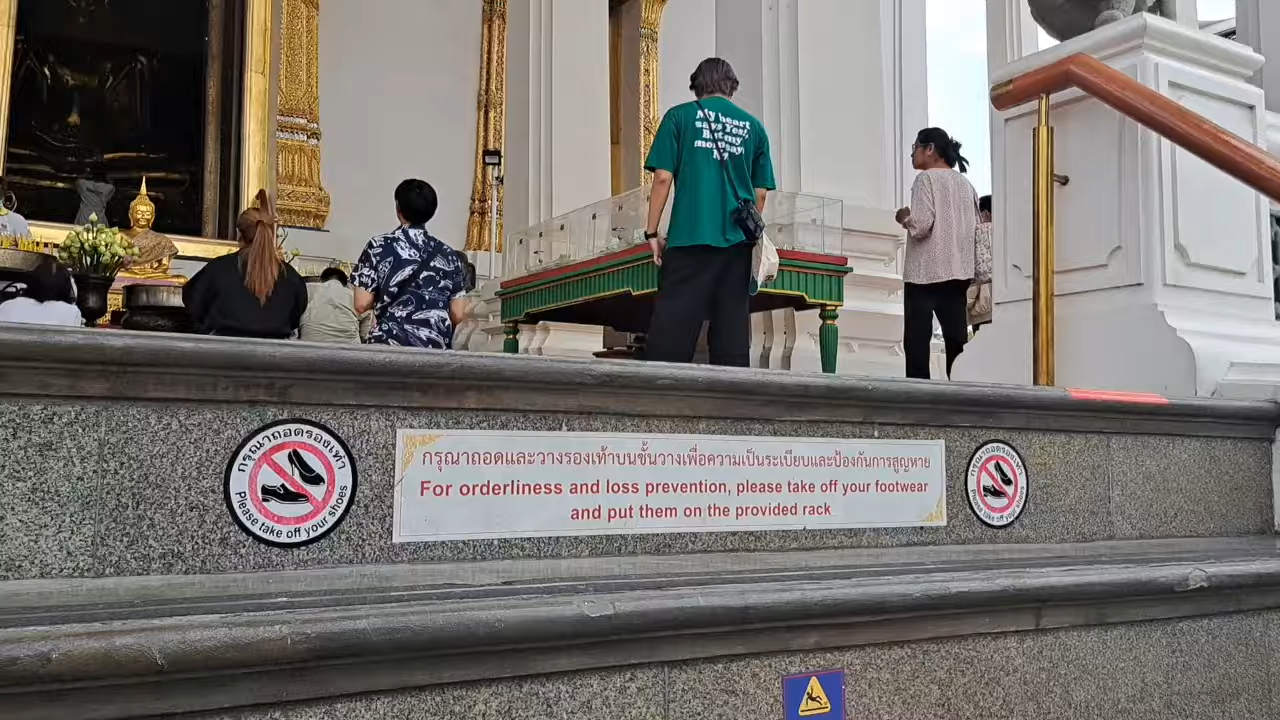 My heart
says Yes!,
But my
mom say
กรุณาถอดรองเท้า
Please take off your shoes
กรุณาถอดและวางรองเท้าบนชั้นวางเพื่อความเป็นระเบียบและป้องกันการสูญหาย
For orderliness and loss prevention, please take off your footwear
and put them on the provided rack
กรุณาถอดรองเท้า
Please take off your shoes